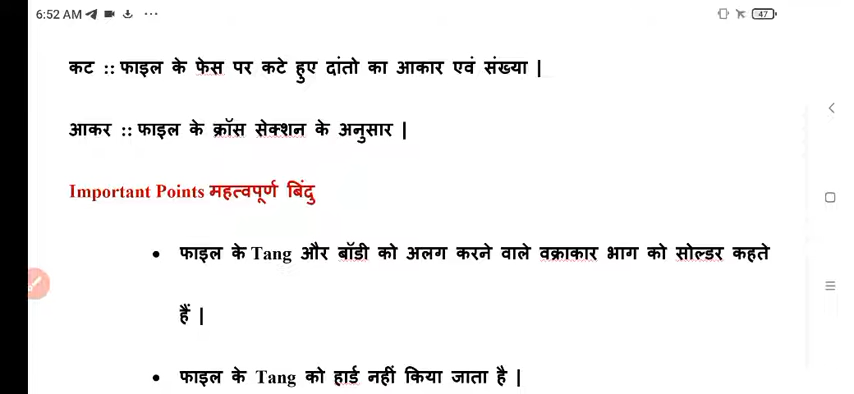 6:52 AM ... 47
कट :: फाइल के फेस पर कटे हुए दांतो का आकार एवं संख्या |
आकर :: फाइल के क्रॉस सेक्शन के अनुसार |
Important Points महत्वपूर्ण बिंदु
• फाइल के Tang और बॉडी को अलग करने वाले वक्राकार भाग को सोल्डर कहते
हैं |
• फाइल के Tang को हार्ड नहीं किया जाता है |